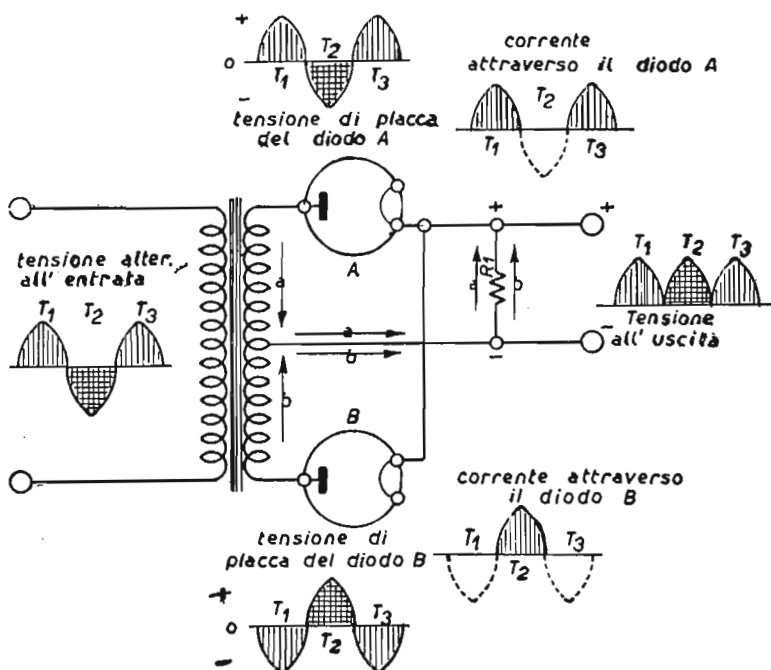 +
T2
0
T1
T3
-
tensione di placca
del diodo A
corrente
attraverso il diodo A
T2
T1
T3
tensione alter.
all'entrata
T1
T2
T3
A
a
a
b
b
+
+
a
R1
b
-
-
T1
T2
T3
Tensione
all'uscità
B
tensione di
placca del diodo B
+
T1
T3
0
T2
-
corrente attraverso
il diodo B
T1
T3
T2